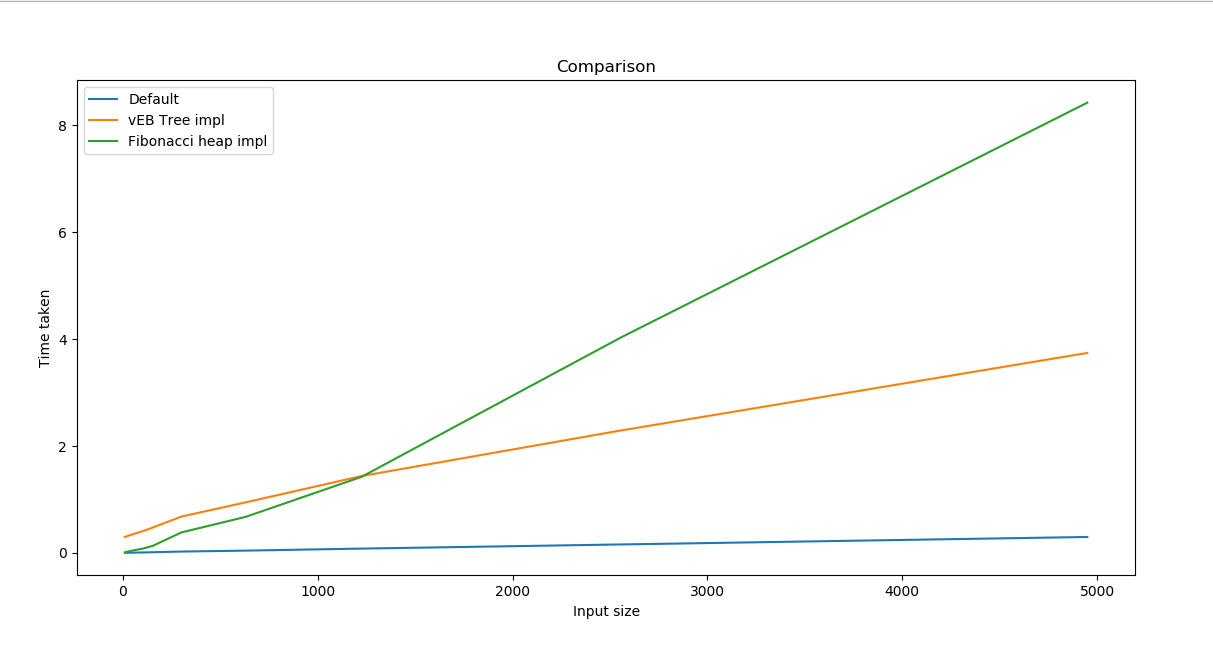 Comparison
Default
vEB Tree impl
Fibonacci heap impl
8
6
4
2
0
Time taken
0 1000 2000 3000 4000 5000
Input size